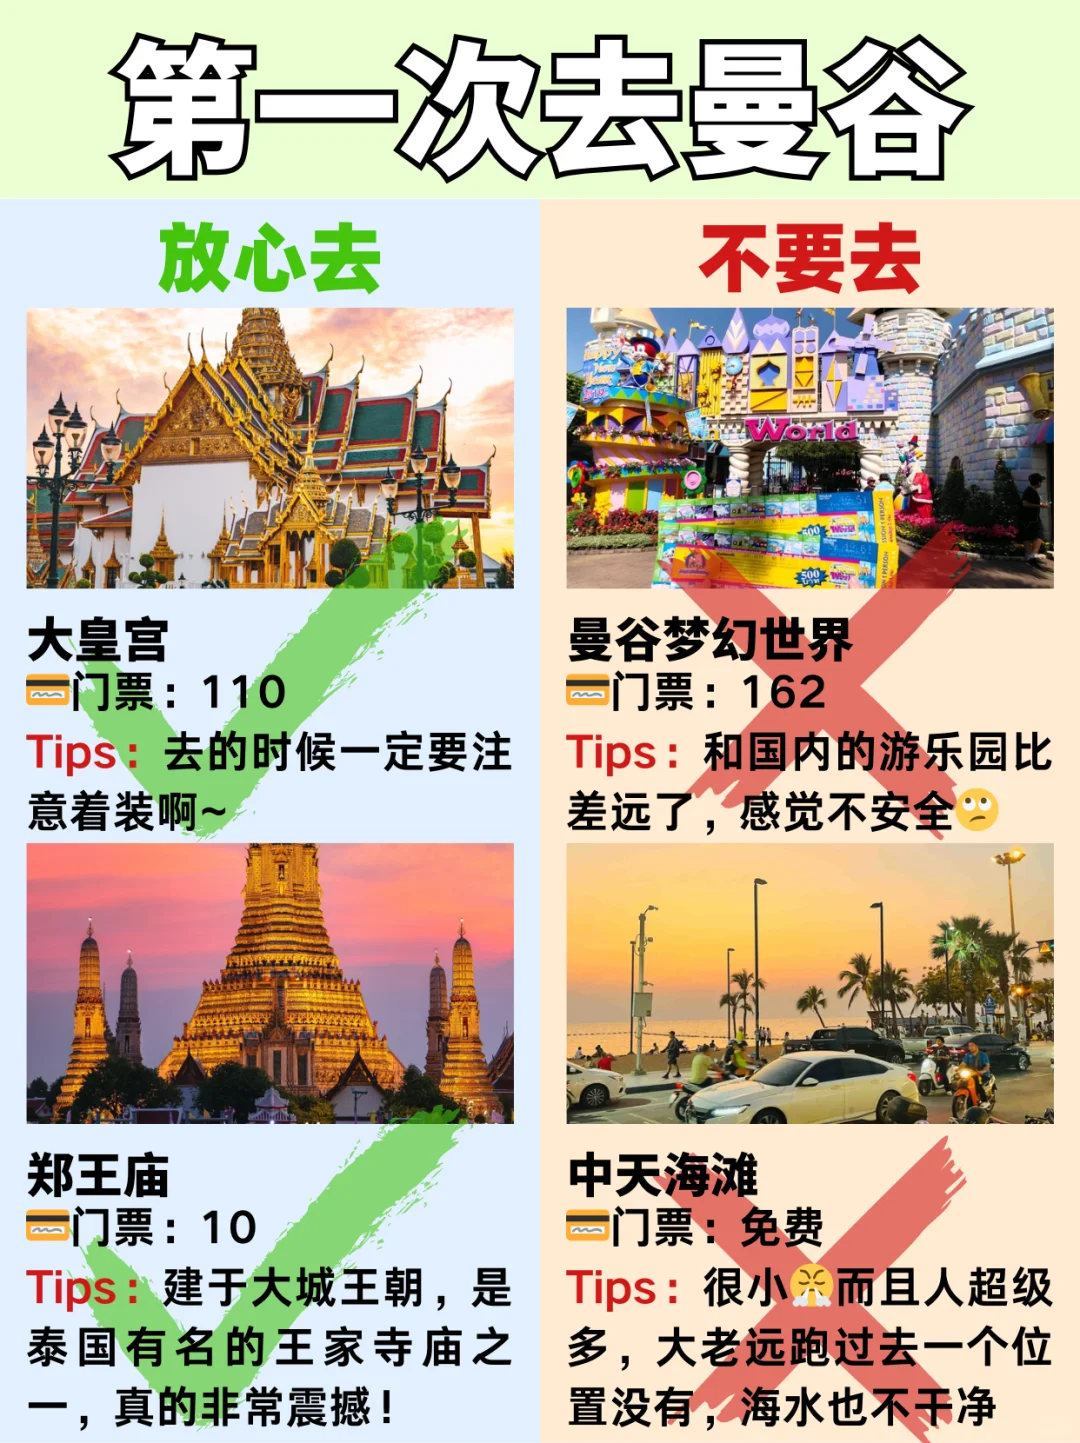 第一次去曼谷
放心去
不要去
World
500
500
大皇宫
门票：110
Tips：去的时候一定要注
意着装啊~
曼谷梦幻世界
门票：162
Tips：和国内的游乐园比
差远了，感觉不安全🙄
郑王庙
门票：10
Tips：建于大城王朝，是
泰国有名的王家寺庙之
一，真的非常震撼！
中天海滩
门票：免费
Tips：很小😤而且人超级
多，大老远跑过去一个位
置没有，海水也不干净